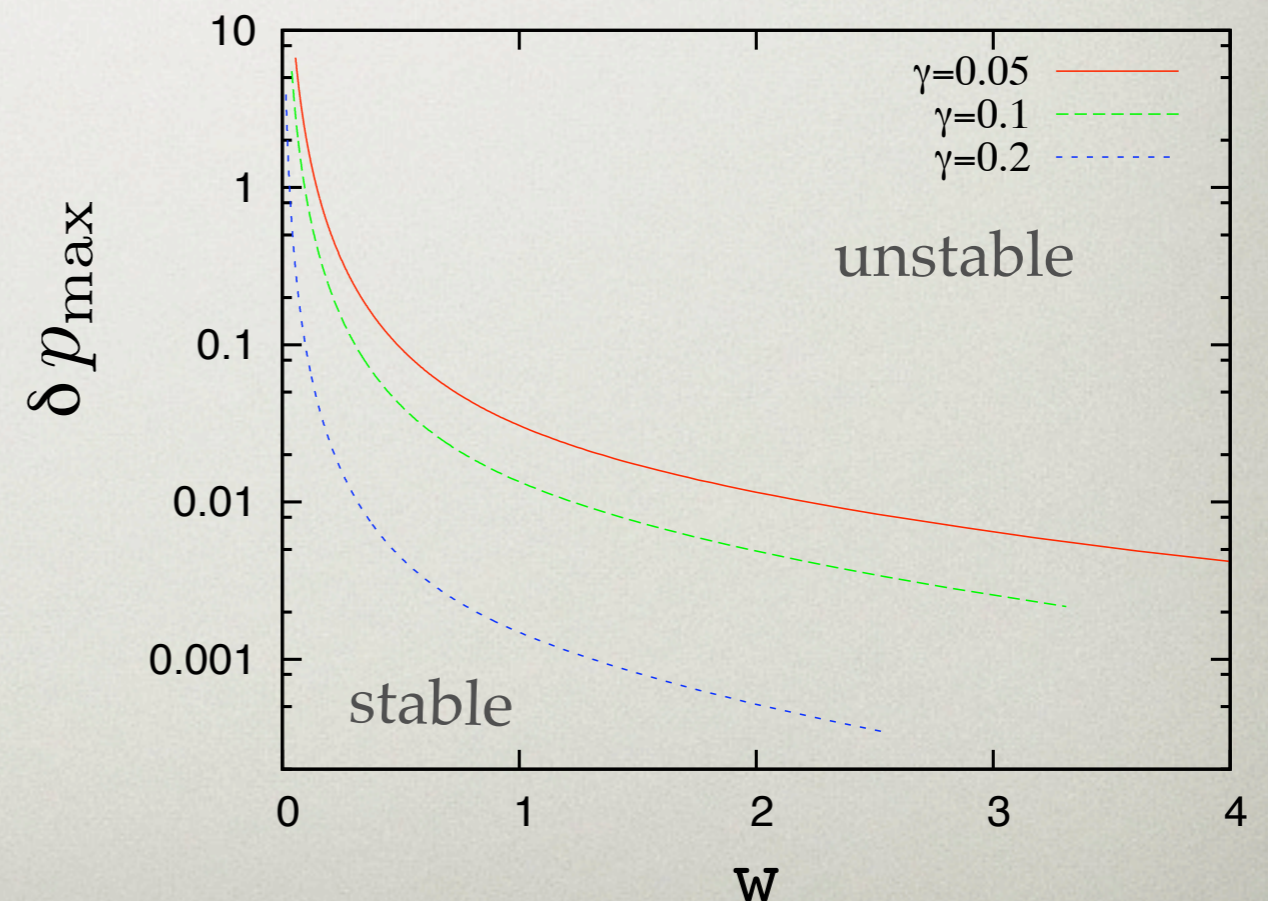 10
1
0.1
0.01
0.001
δ p_max
γ=0.05
γ=0.1
γ=0.2
unstable
stable
0 1 2 3 4
w